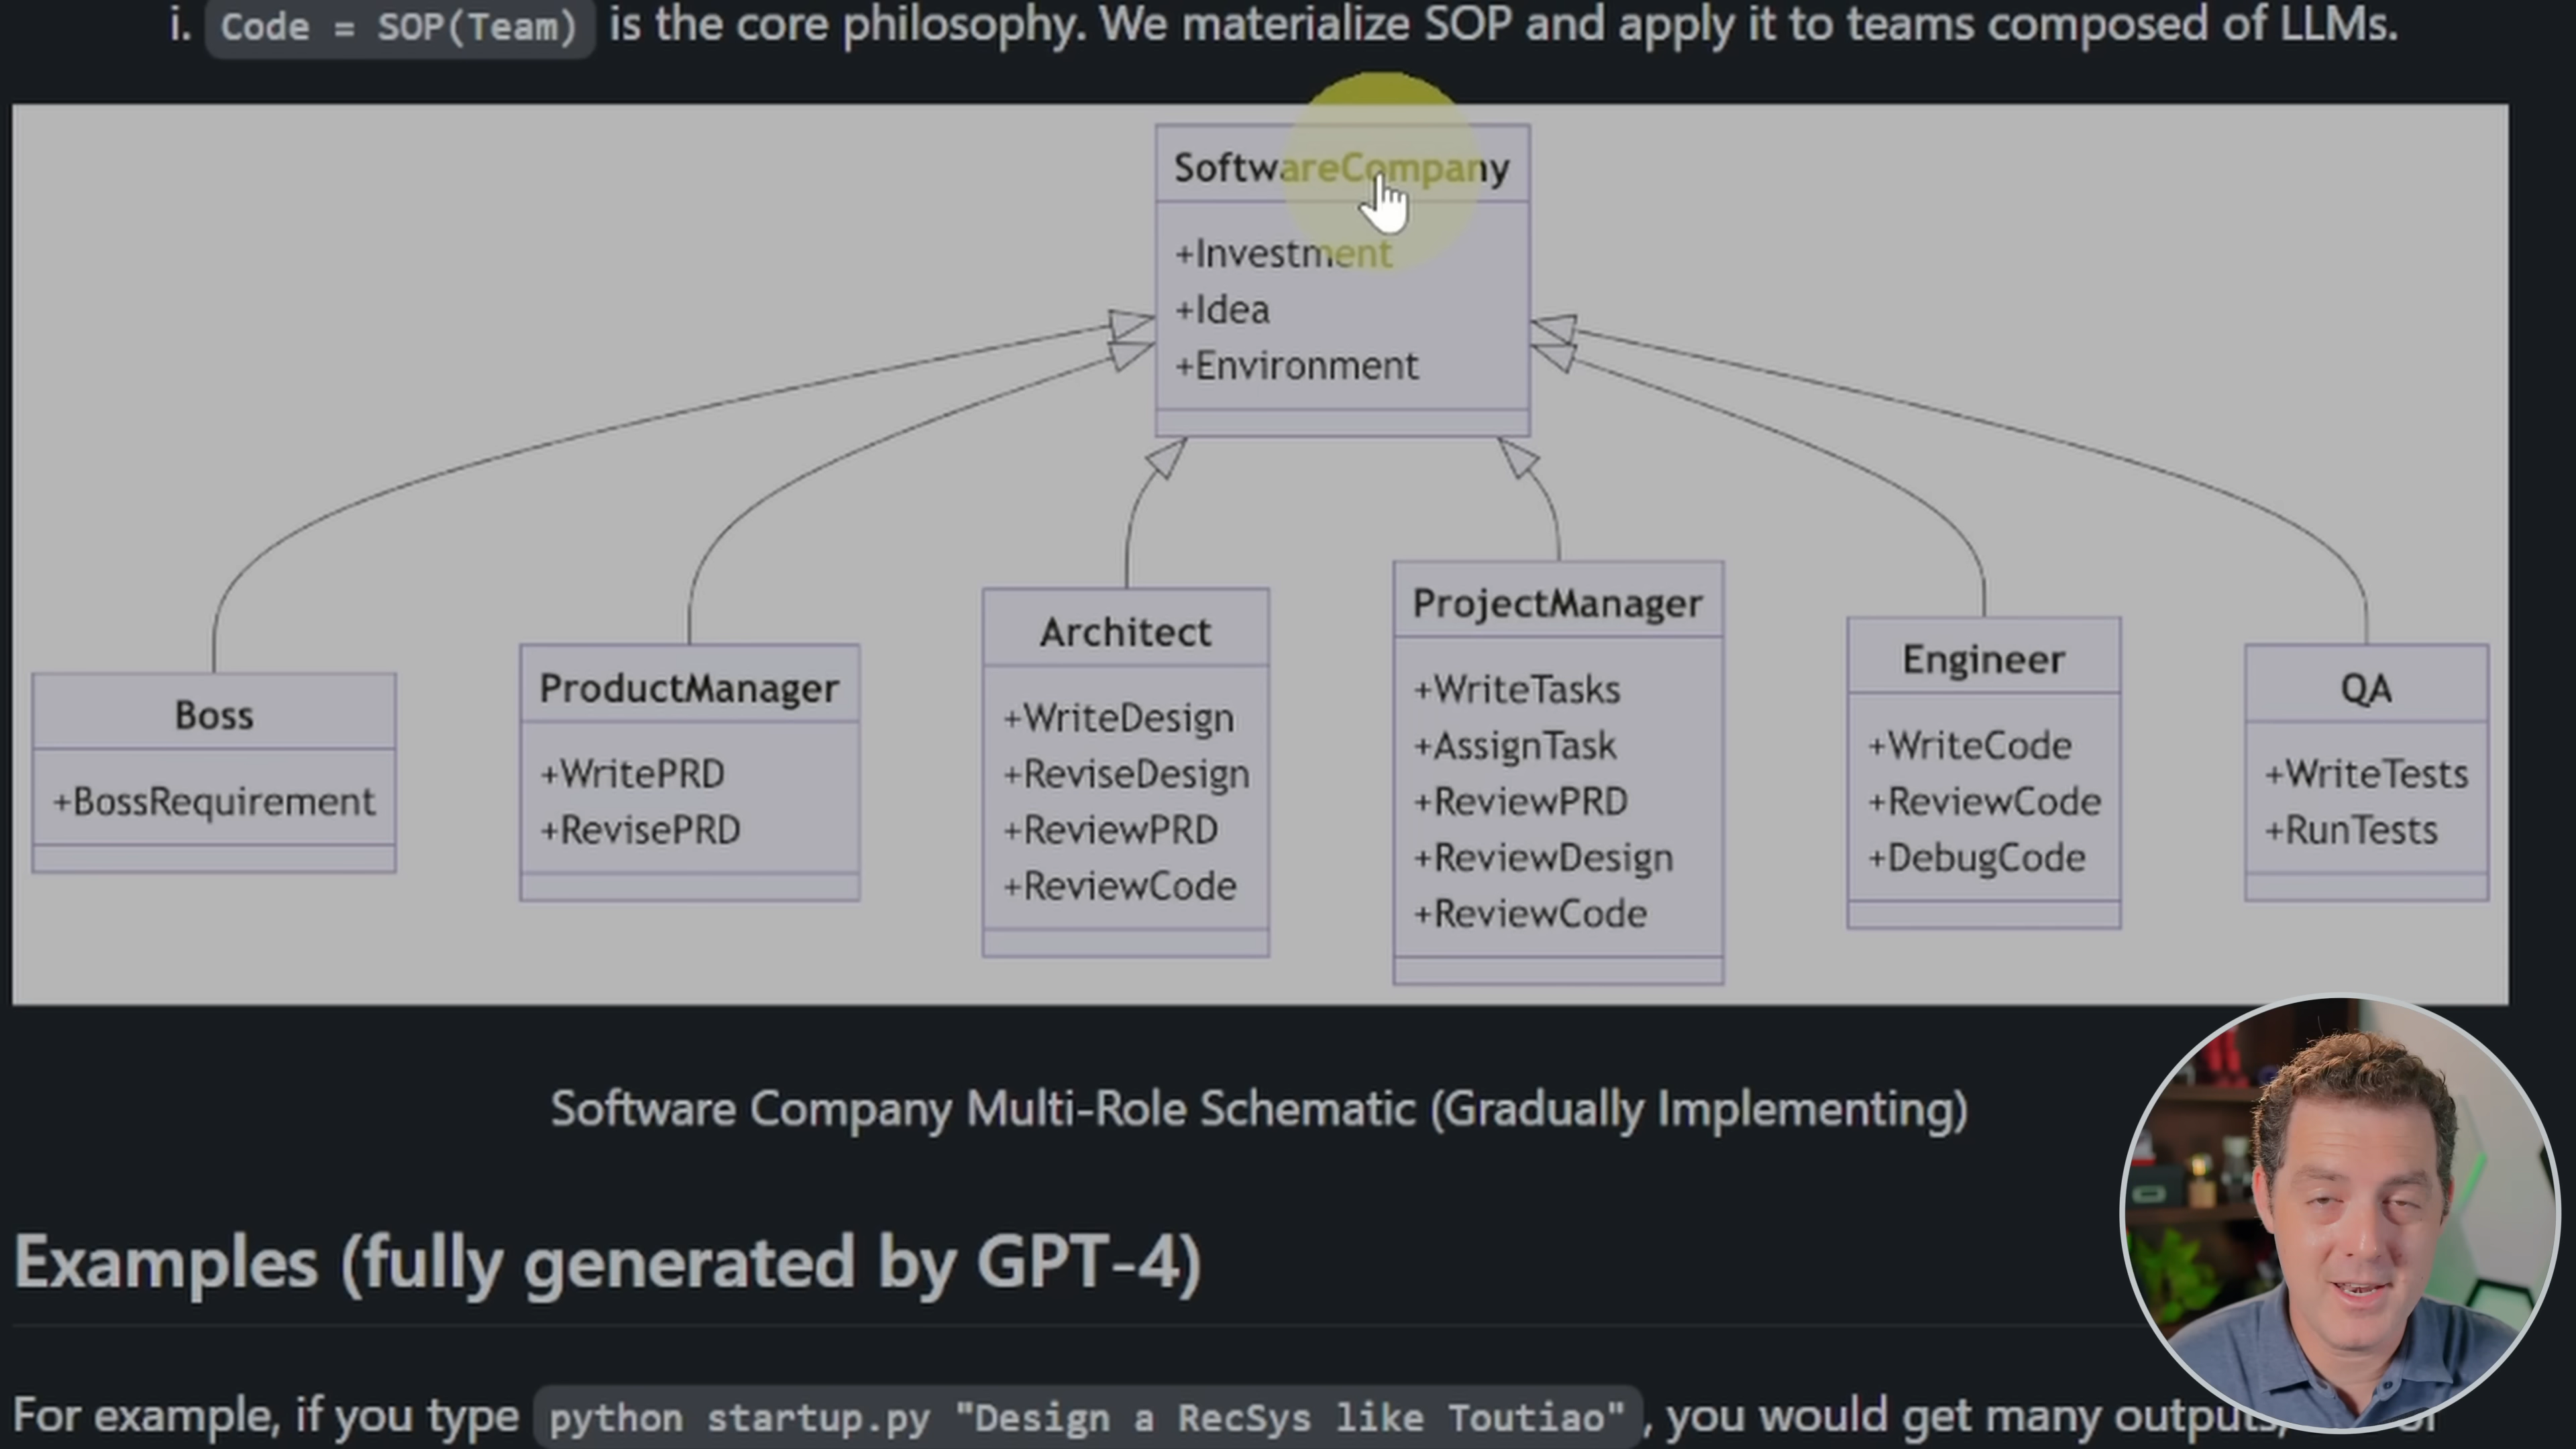 i. Code = SOP(Team) is the core philosophy. We materialize SOP and apply it to teams composed of LLMs.
SoftwareCompany
+Investment
+Idea
+Environment
Boss
+BossRequirement
ProductManager
+WritePRD
+RevisePRD
Architect
+WriteDesign
+ReviseDesign
+ReviewPRD
+ReviewCode
ProjectManager
+WriteTasks
+AssignTask
+ReviewPRD
+ReviewDesign
+ReviewCode
Engineer
+WriteCode
+ReviewCode
+DebugCode
QA
+WriteTests
+RunTests
Software Company Multi-Role Schematic (Gradually Implementing)
Examples (fully generated by GPT-4)
For example, if you type python startup.py "Design a RecSys like Toutiao" , you would get many outputs,